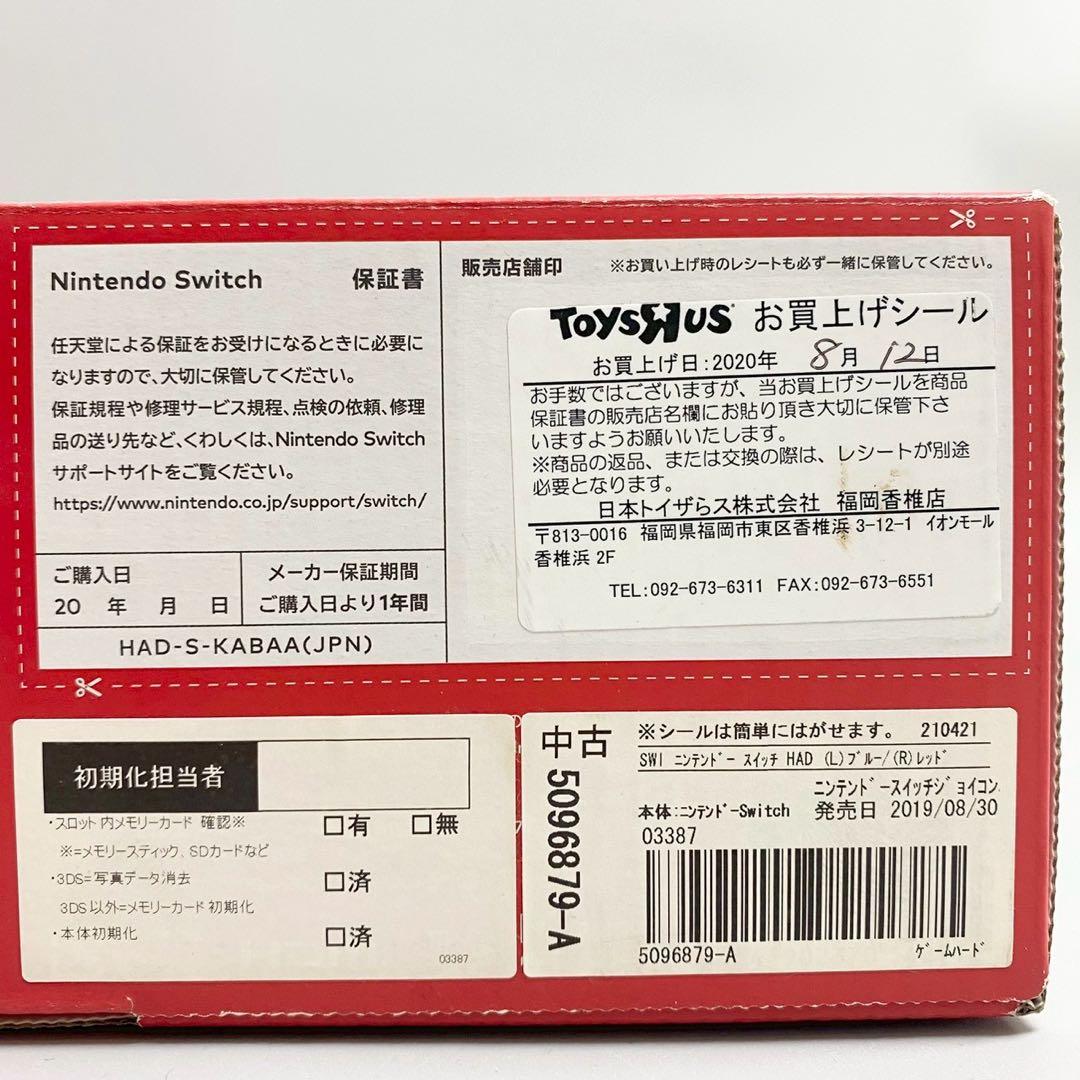 Nintendo Switch 保証書
任天堂による保証をお受けになるときに必要に
なりますので、大切に保管してください。
保証規程や修理サービス規程、点検の依頼、修理
品の送り先など、くわしくは、Nintendo Switch
サポートサイトをご覧ください。
https://www.nintendo.co.jp/support/switch/
ご購入日
20 年 月 日
メーカー保証期間
ご購入日より1年間
HAD-S-KABAA(JPN)
販売店舗印 ※お買い上げ時のレシートも必ず一緒に保管してください。
TOYSЯUS お買上げシール
お買上げ日:2020年 8月 12日
お手数ではございますが、当お買上げシールを商品
保証書の販売店名欄にお貼り頂き大切に保管下さ
いますようお願いいたします。
※商品の返品、または交換の際は、レシートが別途
必要となります。
日本トイザらス株式会社 福岡香椎店
〒813-0016 福岡県福岡市東区香椎浜 3-12-1 イオンモール
香椎浜 2F
TEL:092-673-6311 FAX:092-673-6551
初期化担当者
・スロット内メモリーカード 確認※ □有 □無
※=メモリースティック、SDカードなど
・3DS=写真データ消去 □済
3DS以外=メモリーカード初期化
・本体初期化 □済
03387
中古 5096879-A
※シールは簡単にはがせます。 210421
SWI ニンテンドー スイッチ HAD (L)ブルー/(R)レッド
ニンテンドースイッチジョイコン
本体:ニンテンドーSwitch 発売日 2019/08/30
03387
5096879-A ゲームハード